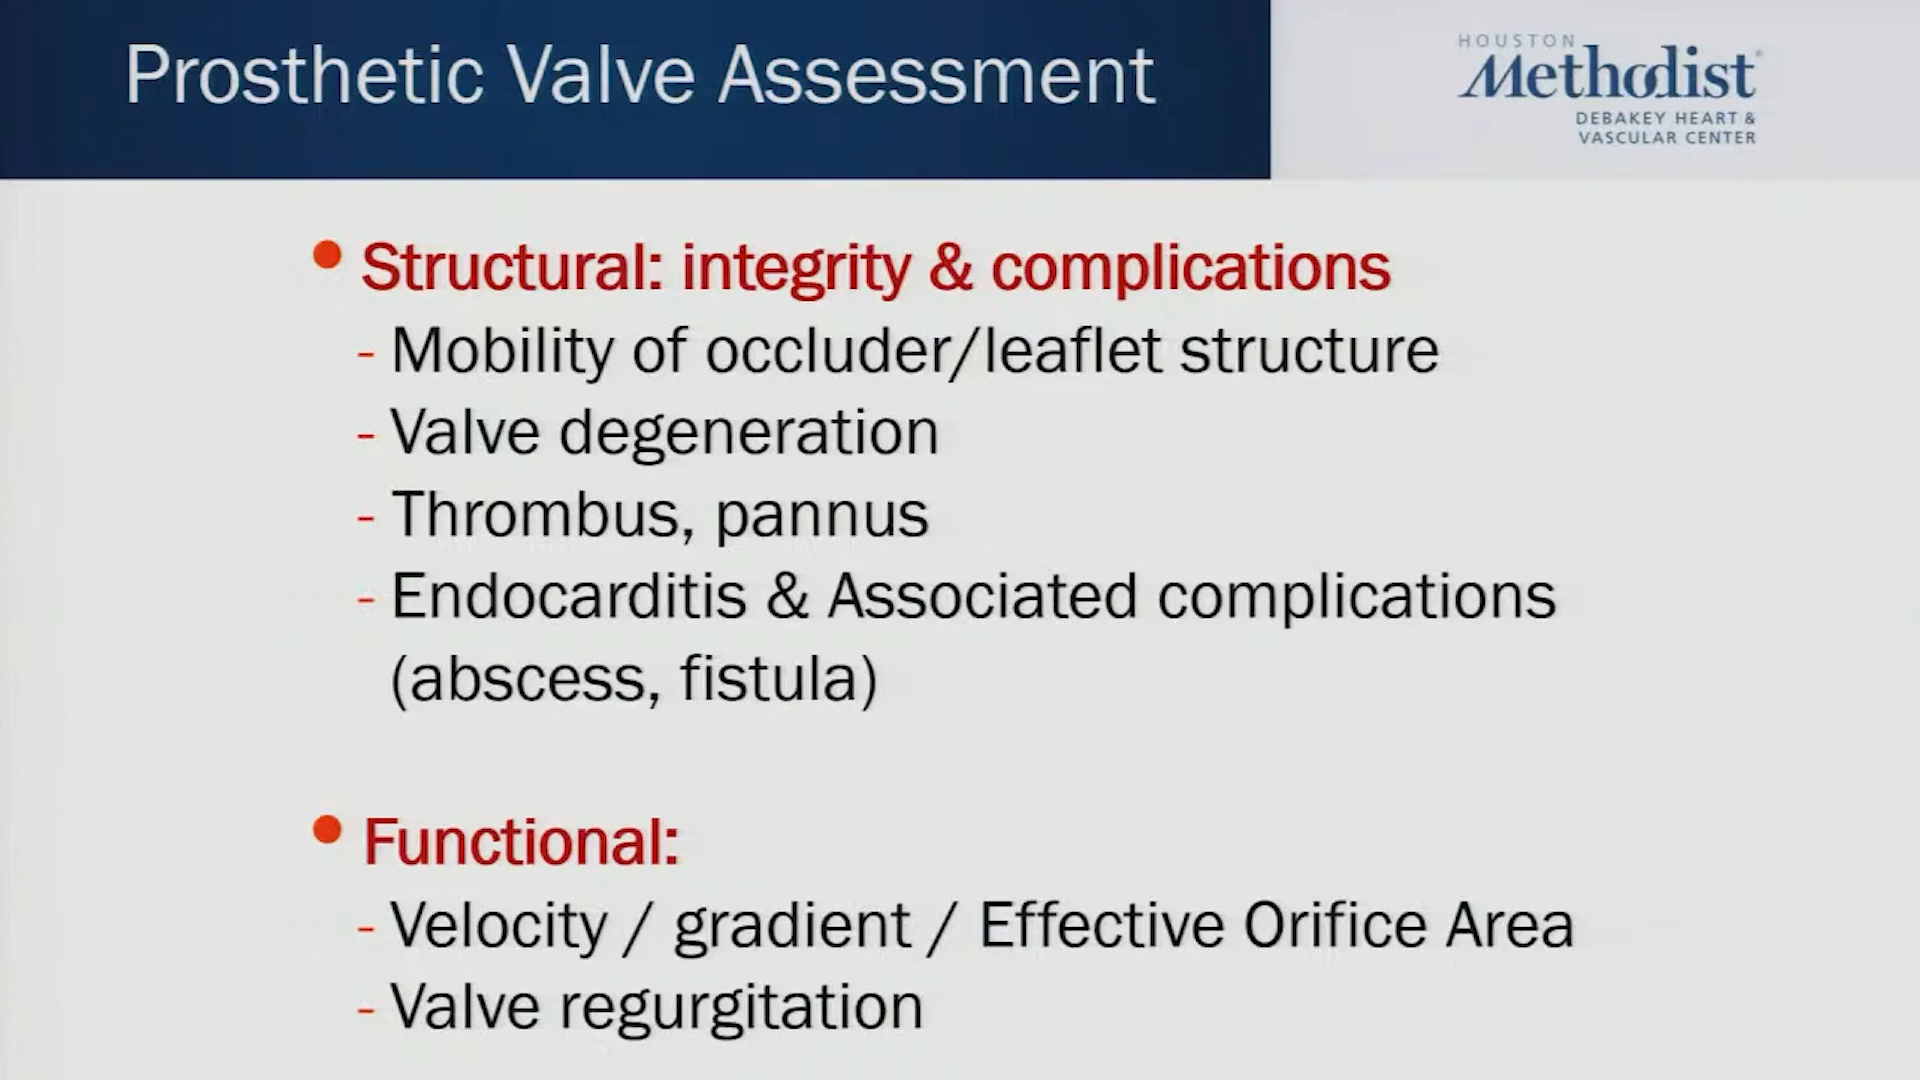 Prosthetic Valve Assessment
HOUSTON
Methodist®
DEBAKEY HEART &
VASCULAR CENTER
• Structural: integrity & complications
- Mobility of occluder/leaflet structure
- Valve degeneration
- Thrombus, pannus
- Endocarditis & Associated complications
(abscess, fistula)
• Functional:
- Velocity / gradient / Effective Orifice Area
- Valve regurgitation